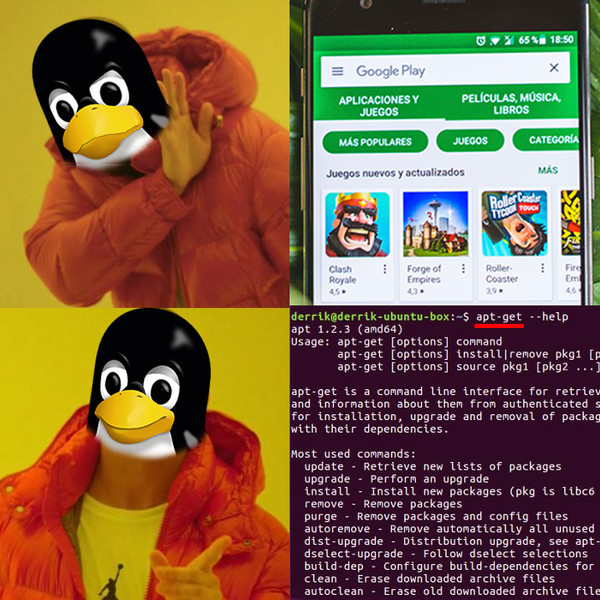 65 % 18:50
Google Play
APLICACIONES Y
JUEGOS
PELÍCULAS, MÚSICA,
LIBROS
MÁS POPULARES
JUEGOS
CATEGORÍA
Juegos nuevos y actualizados
MÁS
Roller Coaster
TYCOON TOUCH
Clash
Royale
4,5
Forge of
Empires
4,3
Roller-
Coaster
3,9
Fire
Emb
4,6
derrik@derrik-ubuntu-box:~$ apt-get --help
apt 1.2.3 (amd64)
Usage: apt-get [options] command
apt-get [options] install|remove pkg1 [p
apt-get [options] source pkg1 [pkg2 ...]
apt-get is a command line interface for retriev
and information about them from authenticated s
for installation, upgrade and removal of packag
with their dependencies.
Most used commands:
update - Retrieve new lists of packages
upgrade - Perform an upgrade
install - Install new packages (pkg is libc6
remove - Remove packages
purge - Remove packages and config files
autoremove - Remove automatically all unused
dist-upgrade - Distribution upgrade, see apt-
dselect-upgrade - Follow dselect selections
build-dep - Configure build-dependencies for
clean - Erase downloaded archive files
autoclean - Erase old downloaded archive file